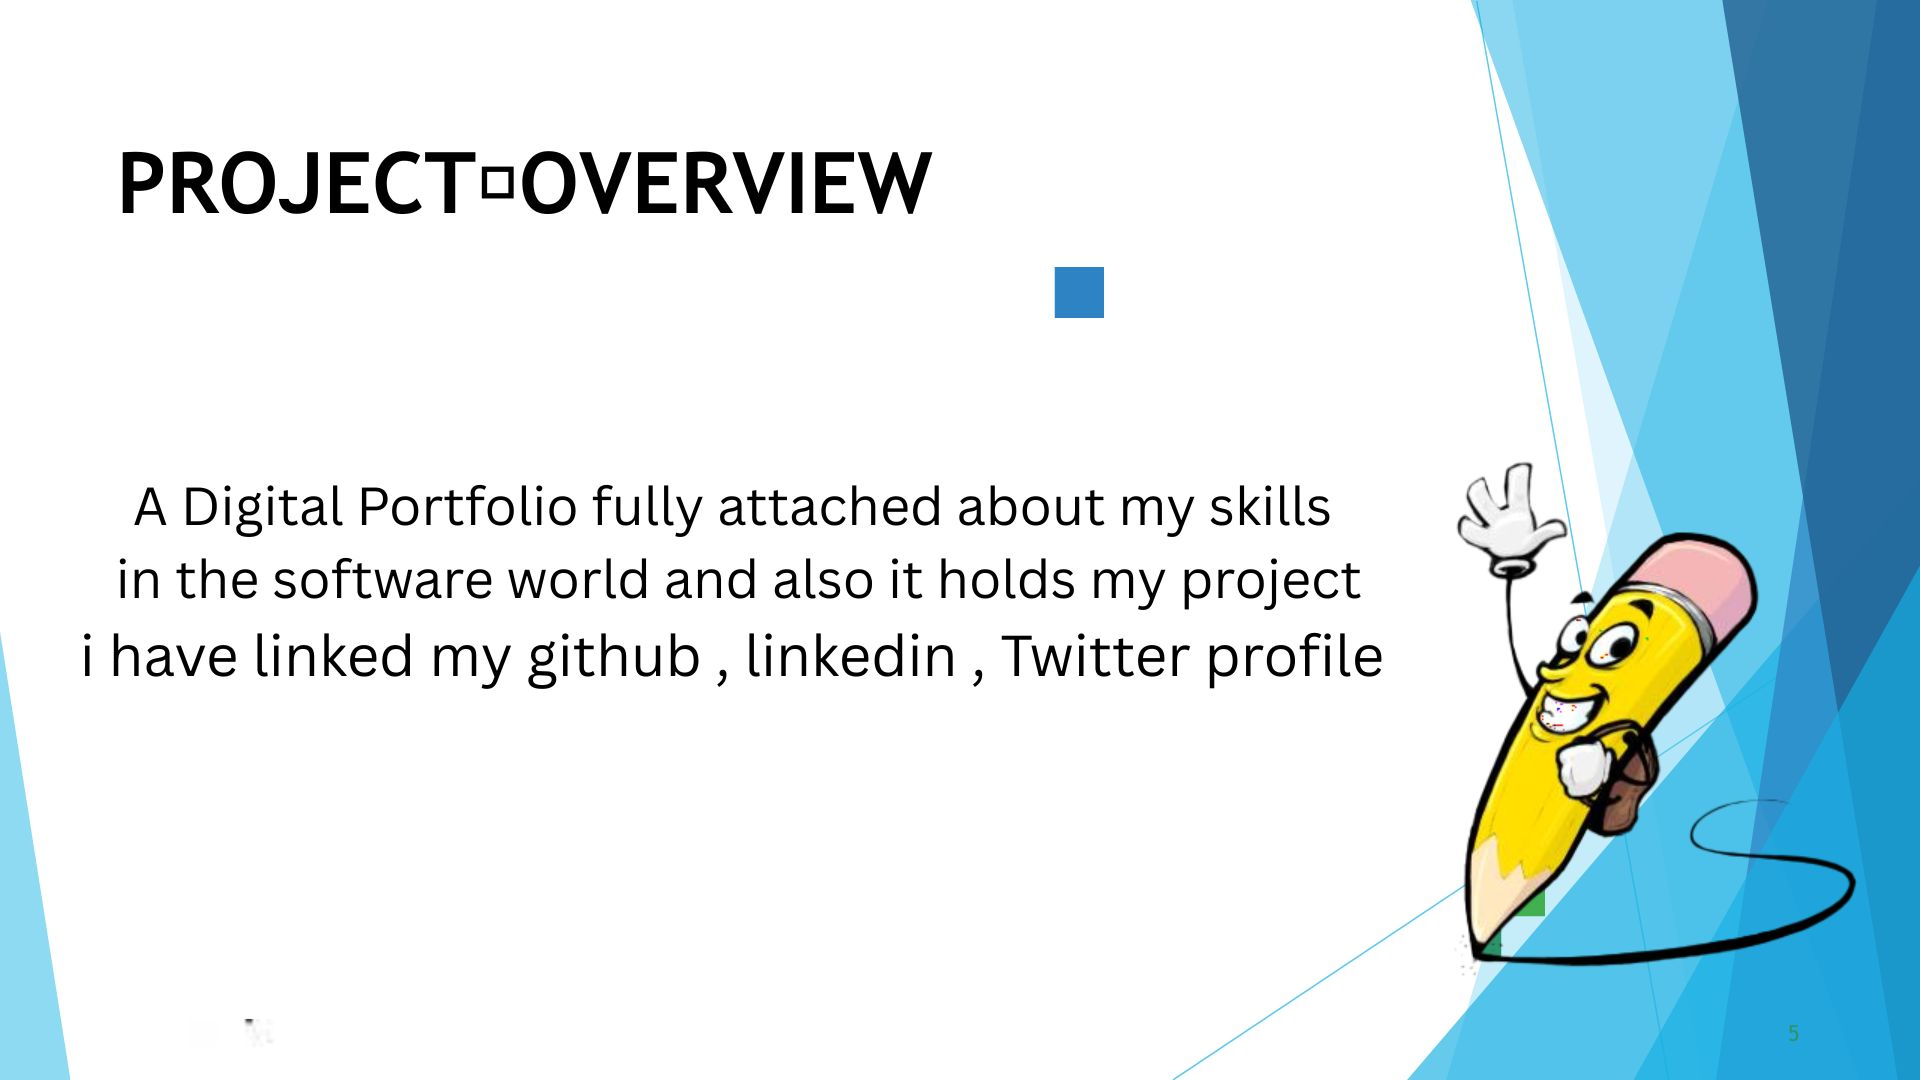 PROJECT□OVERVIEW
A Digital Portfolio fully attached about my skills
in the software world and also it holds my project
i have linked my github , linkedin , Twitter profile
5